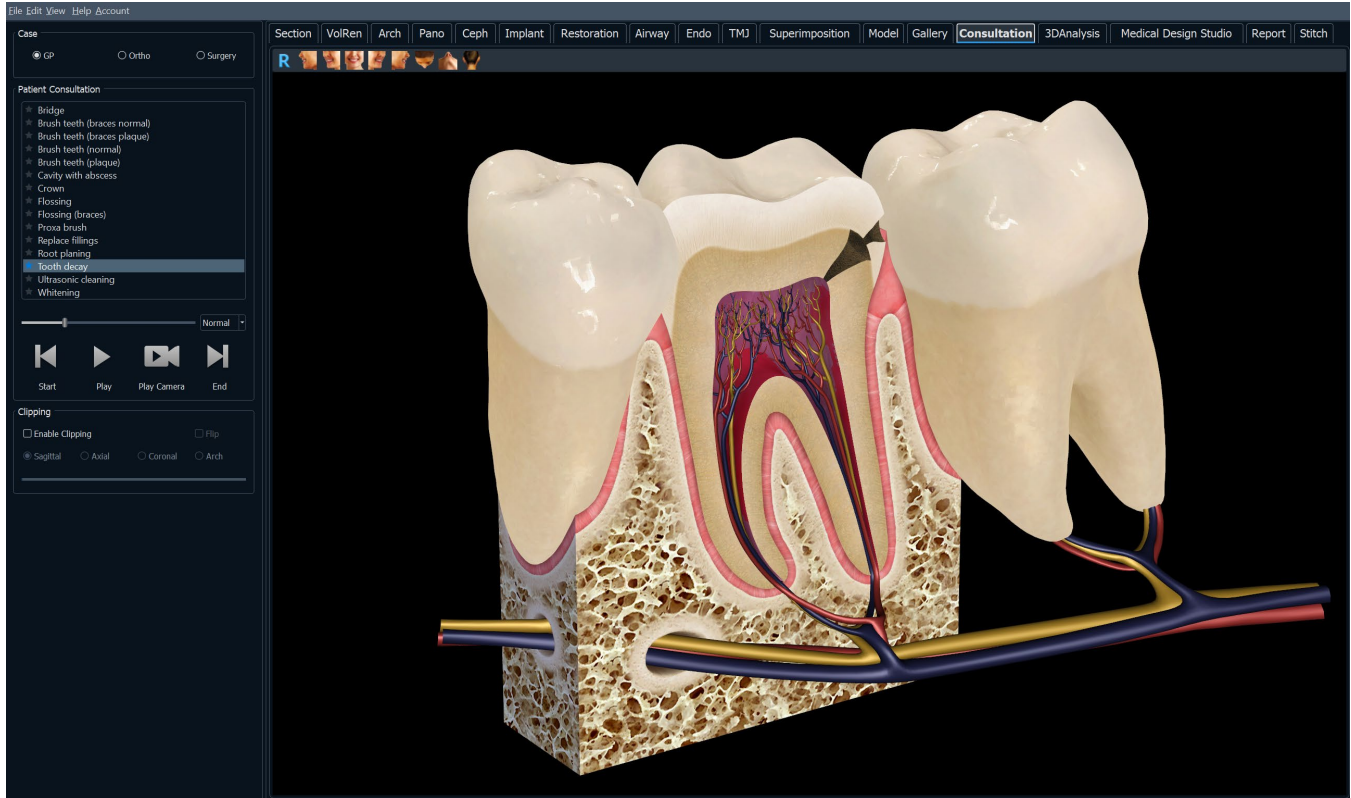 File Edit View Help Account
Case
GP Ortho Surgery
Patient Consultation
Bridge
Brush teeth (braces normal)
Brush teeth (braces plaque)
Brush teeth (normal)
Brush teeth (plaque)
Cavity with abscess
Crown
Flossing
Flossing (braces)
Proxa brush
Replace fillings
Root planing
Tooth decay
Ultrasonic cleaning
Whitening
Normal
Start Play Play Camera End
Clipping
Enable Clipping Flip
Sagittal Axial Coronal Arch
Section VolRen Arch Pano Ceph Implant Restoration Airway Endo TMJ Superimposition Model Gallery Consultation 3DAnalysis Medical Design Studio Report Stitch
R